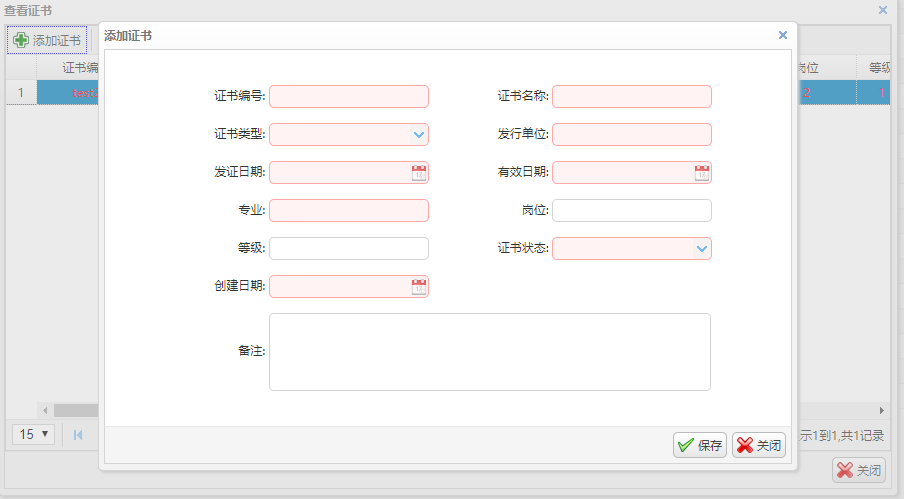 查看证书
添加证书
添加证书
证书编
岗位
等级
1
test2
2
1
证书编号:
证书名称:
证书类型:
发行单位:
发证日期:
有效日期:
专业:
岗位:
等级:
证书状态:
创建日期:
备注:
15
示1到1,共1记录
保存
关闭
关闭